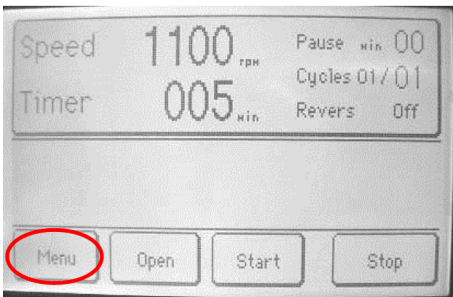 Speed 1100 rpm Pause min 00
Cycles 01/01
Timer 005 min Revers Off
Menu Open Start Stop